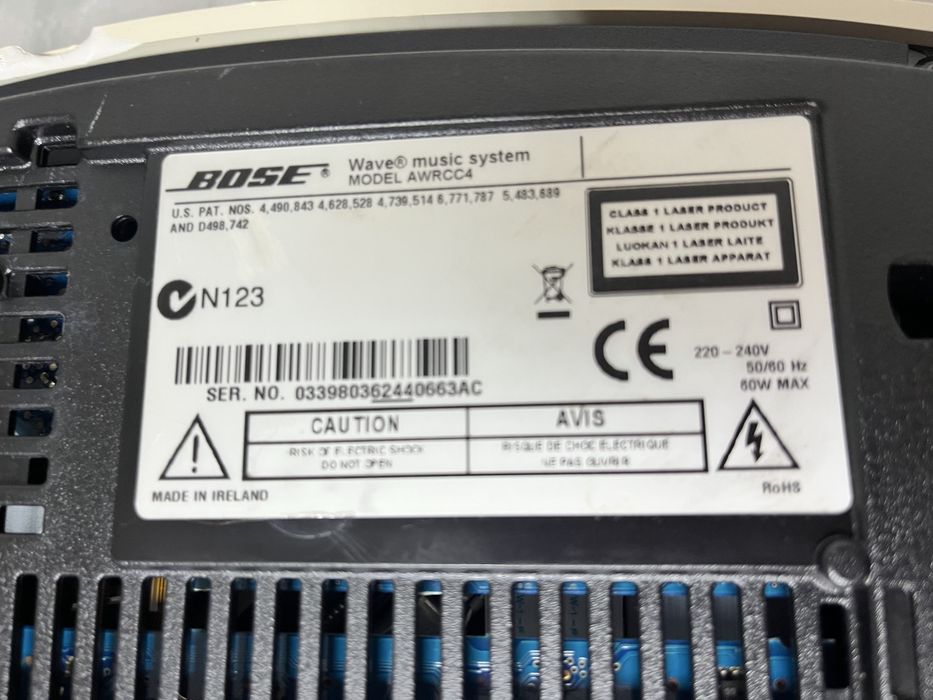 BOSE® Wave® music system
MODEL AWRCC4
U.S. PAT. NOS. 4,490,843 4,628,528 4,739,514 6,771,787 5,483,689
AND D498,742
CLASS 1 LASER PRODUCT
KLASSE 1 LASER PRODUKT
LUOKAN 1 LASER LAITE
KLASS 1 LASER APPARAT
N123
CE
220 – 240V
50/60 Hz
60W MAX
SER. NO. 033980362440663AC
CAUTION
RISK OF ELECTRIC SHOCK
DO NOT OPEN
AVIS
RISQUE DE CHOC ÉLECTRIQUE
NE PAS OUVRIR
MADE IN IRELAND
RoHS